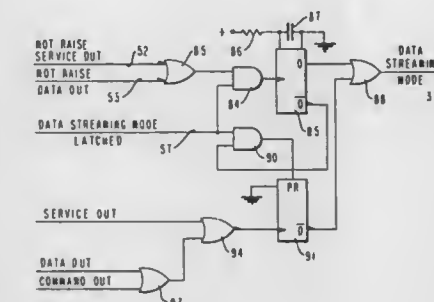 +
86
87
NOT RAISE
SERVICE OUT
52
85
NOT RAISE
DATA OUT
53
84
O
DATA
STREAMING
MODE
88
DATA STREAMING MODE
LATCHED
57
90
O
85
PR
SERVICE OUT
94
O
91
DATA OUT
COMMAND OUT